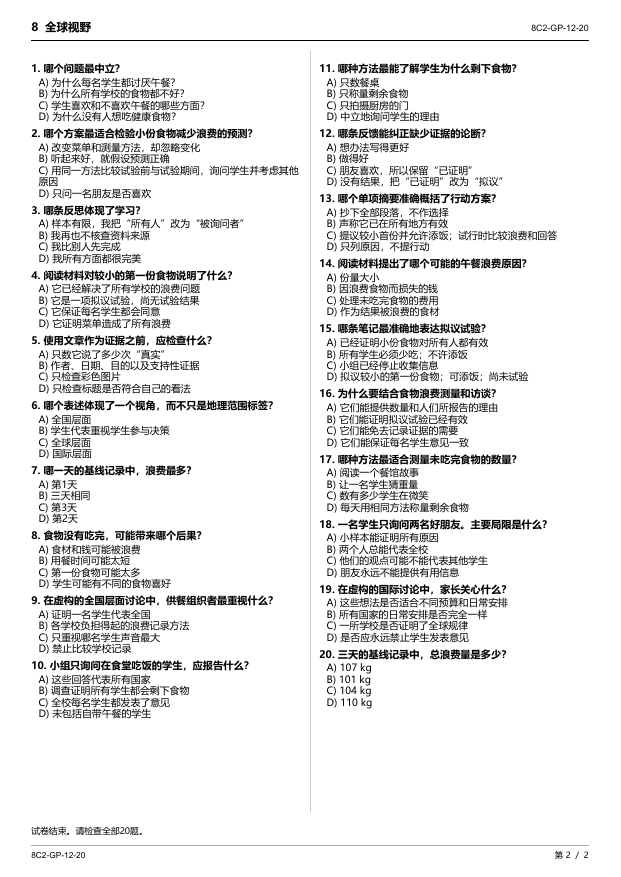 8 全球视野
8C2-GP-12-20
1. 哪个问题最中立?
A) 为什么每名学生都讨厌午餐?
B) 为什么所有学校的食物都不好?
C) 学生喜欢和不喜欢午餐的哪些方面?
D) 为什么没有人想吃健康食物?
2. 哪个方案最适合检验小份食物减少浪费的预测?
A) 改变菜单和测量方法，却忽略变化
B) 听起来好，就假设预测正确
C) 用同一方法比较试验前与试验期间，询问学生并考虑其他
原因
D) 只问一名朋友是否喜欢
3. 哪条反思体现了学习?
A) 样本有限，我把“所有人”改为“被询问者”
B) 我再也不核查资料来源
C) 我比别人先完成
D) 我所有方面都很完美
4. 阅读材料对较小的第一份食物说明了什么?
A) 它已经解决了所有学校的浪费问题
B) 它是一项拟议试验，尚无试验结果
C) 它保证每名学生都会同意
D) 它证明菜单造成了所有浪费
5. 使用文章作为证据之前，应检查什么?
A) 只数它说了多少次“真实”
B) 作者、日期、目的以及支持性证据
C) 只检查彩色图片
D) 只检查标题是否符合自己的看法
6. 哪个表述体现了一个视角，而不只是地理范围标签?
A) 全国层面
B) 学生代表重视学生参与决策
C) 全球层面
D) 国际层面
7. 哪一天的基线记录中，浪费最多?
A) 第1天
B) 三天相同
C) 第3天
D) 第2天
8. 食物没有吃完，可能带来哪个后果?
A) 食材和钱可能被浪费
B) 用餐时间可能太短
C) 第一份食物可能太多
D) 学生可能有不同的食物喜好
9. 在虚构的全国层面讨论中，供餐组织者最重视什么?
A) 证明一名学生代表全国
B) 各学校负担得起的浪费记录方法
C) 只重视哪名学生声音最大
D) 禁止比较学校记录
10. 小组只询问在食堂吃饭的学生，应报告什么?
A) 这些回答代表所有国家
B) 调查证明所有学生都会剩下食物
C) 全校每名学生都发表了意见
D) 未包括自带午餐的学生
11. 哪种方法最能了解学生为什么剩下食物?
A) 只数餐桌
B) 只称量剩余食物
C) 只拍摄厨房的门
D) 中立地询问学生的理由
12. 哪条反馈能纠正缺少证据的论断?
A) 想办法写得更好
B) 做得好
C) 朋友喜欢，所以保留“已证明”
D) 没有结果，把“已证明”改为“拟议”
13. 哪个单项摘要准确概括了行动方案?
A) 抄下全部段落，不作选择
B) 声称它已在所有地方有效
C) 提议较小首份并允许添饭；试行时比较浪费和回答
D) 只列原因，不提行动
14. 阅读材料提出了哪个可能的午餐浪费原因?
A) 份量大小
B) 因浪费食物而损失的钱
C) 处理未吃完食物的费用
D) 作为结果被浪费的食材
15. 哪条笔记最准确地表达拟议试验?
A) 已经证明小份食物对所有人都有效
B) 所有学生必须少吃；不许添饭
C) 小组已经停止收集信息
D) 拟议较小的第一份食物；可添饭；尚未试验
16. 为什么要结合食物浪费测量和访谈?
A) 它们能提供数量和人们所报告的理由
B) 它们能证明拟议试验已经有效
C) 它们能免去记录证据的需要
D) 它们能保证每名学生意见一致
17. 哪种方法最适合测量未吃完食物的数量?
A) 阅读一个餐馆故事
B) 让一名学生猜重量
C) 数有多少学生在微笑
D) 每天用相同方法称量剩余食物
18. 一名学生只询问两名好朋友。主要局限是什么?
A) 小样本能证明所有原因
B) 两个人总能代表全校
C) 他们的观点可能不能代表其他学生
D) 朋友永远不能提供有用信息
19. 在虚构的国际讨论中，家长关心什么?
A) 这些想法是否适合不同预算和日常安排
B) 所有国家的日常安排是否完全一样
C) 一所学校是否证明了全球规律
D) 是否应永远禁止学生发表意见
20. 三天的基线记录中，总浪费量是多少?
A) 107 kg
B) 101 kg
C) 104 kg
D) 110 kg
试卷结束。请检查全部20题。
8C2-GP-12-20
第 2 / 2